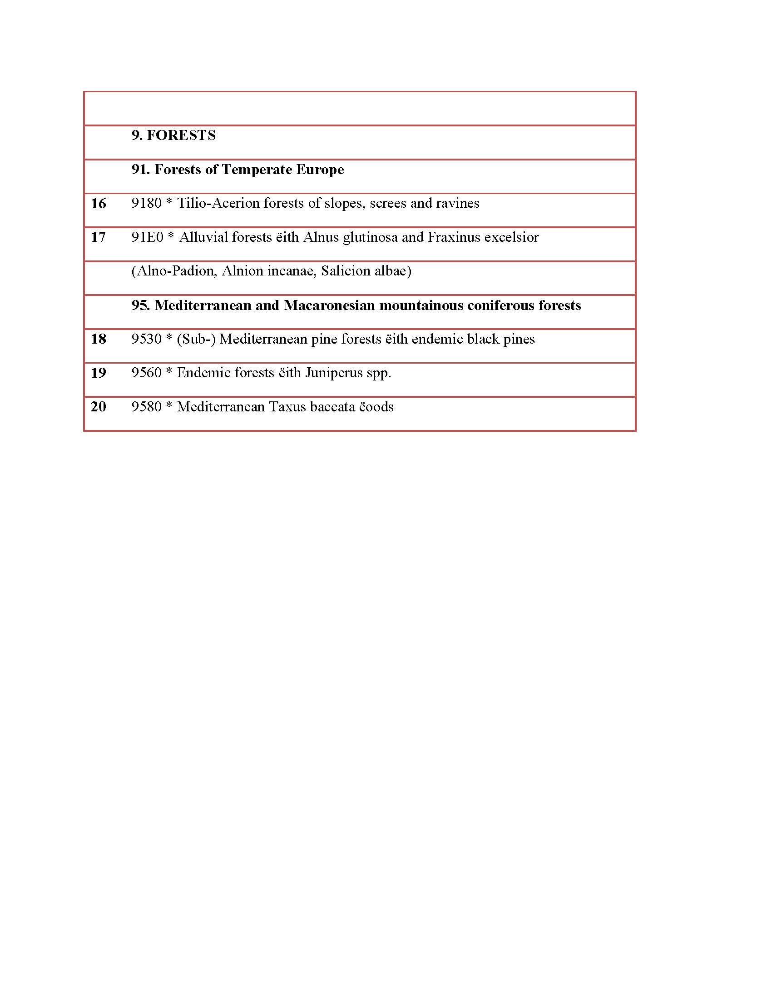 9. FORESTS
91. Forests of Temperate Europe
16 9180 * Tilio-Acerion forests of slopes, screes and ravines
17 91E0 * Alluvial forests ëith Alnus glutinosa and Fraxinus excelsior
(Alno-Padion, Alnion incanae, Salicion albae)
95. Mediterranean and Macaronesian mountainous coniferous forests
18 9530 * (Sub-) Mediterranean pine forests ëith endemic black pines
19 9560 * Endemic forests ëith Juniperus spp.
20 9580 * Mediterranean Taxus baccata ëoods